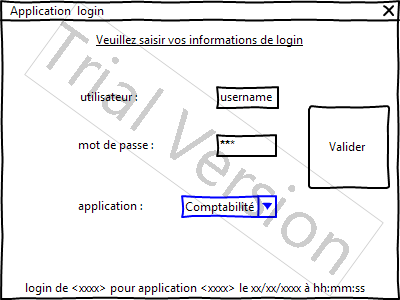 Application login
Veuillez saisir vos informations de login
utilisateur :
username
mot de passe :
***
Valider
application :
Comptabilité
login de <xxxx> pour application <xxxx> le xx/xx/xxxx à hh:mm:ss
Trial Version